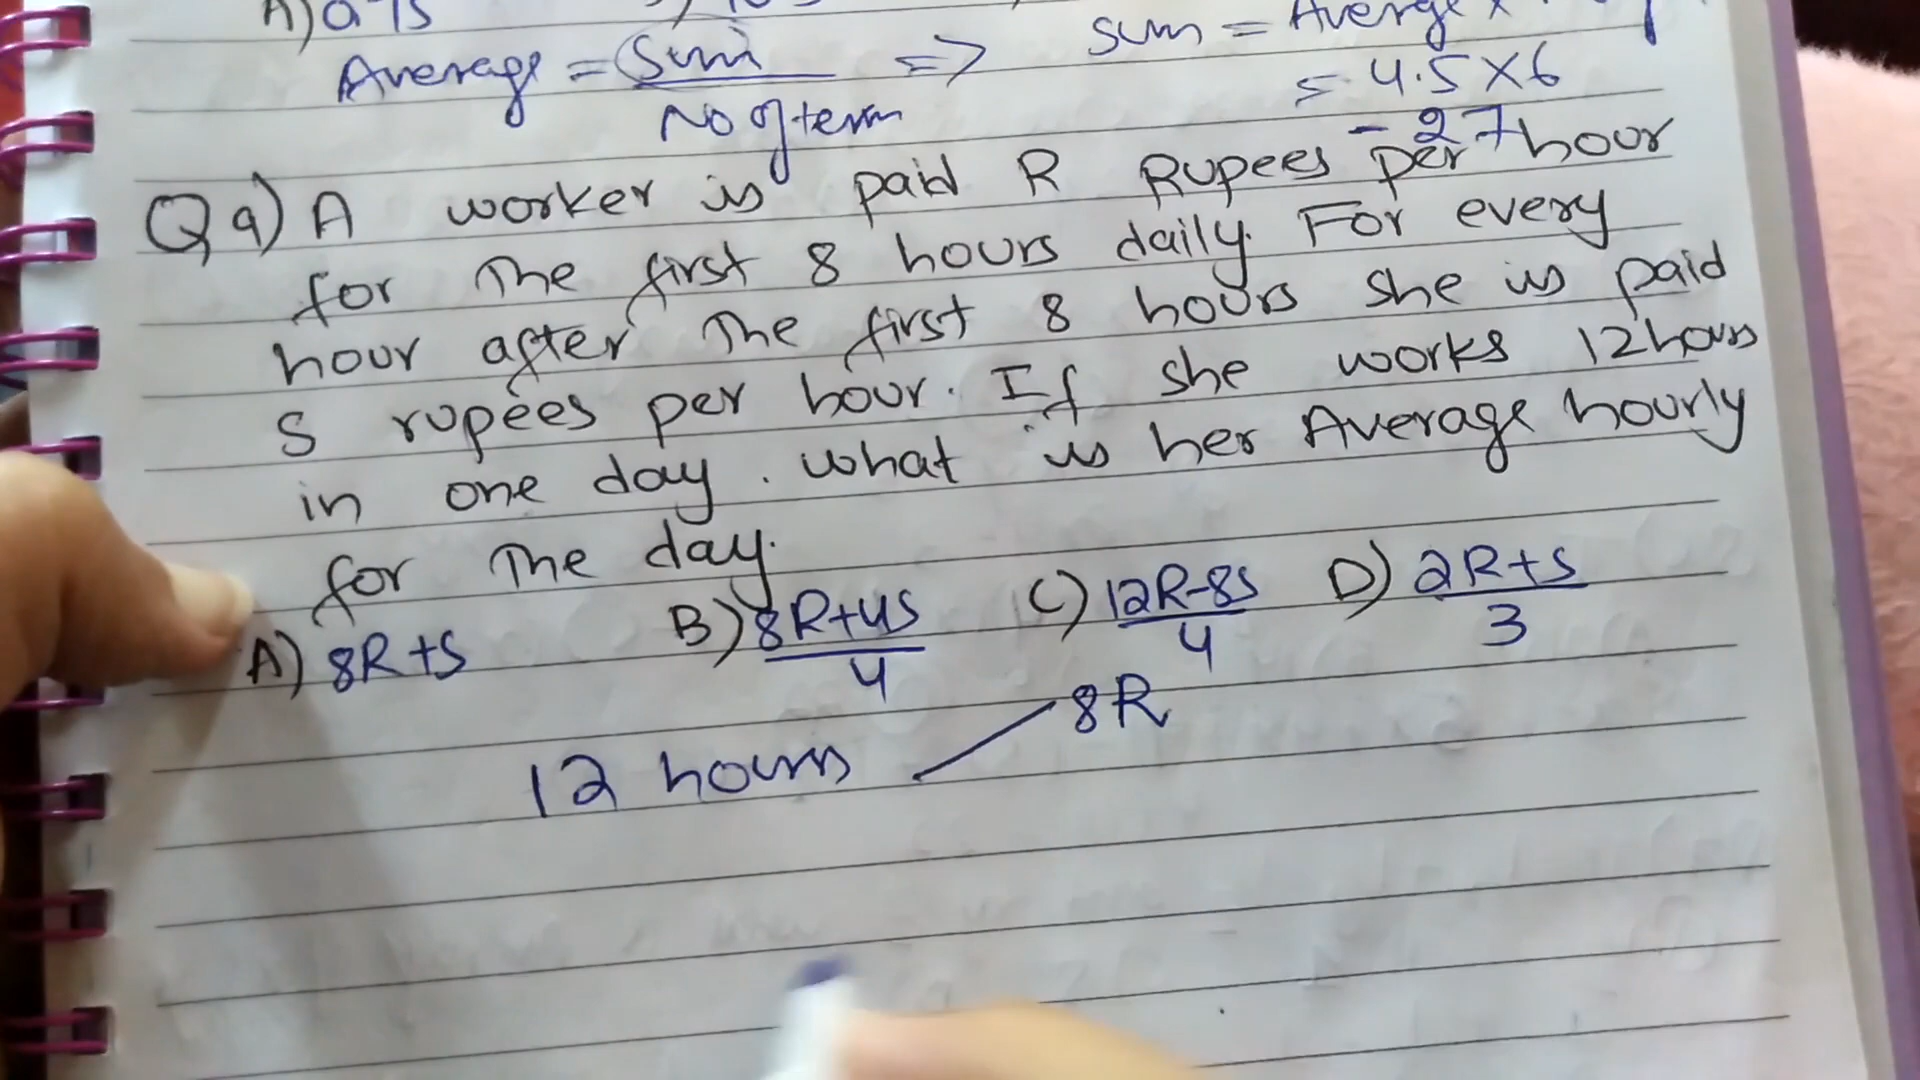 Average = Sum => sum = Average ×
No of term
= 4.5 × 6
- 27
Q 9) A worker is paid R Rupees per hour
for The first 8 hours daily. For every
hour after The first 8 hours she is paid
S rupees per hour. If she works 12 hours
in one day. what is her Average hourly
for The day.
A) 8R+S B) 8R+4S/4 C) 12R-8S/4 D) 2R+S/3
12 hours 8R